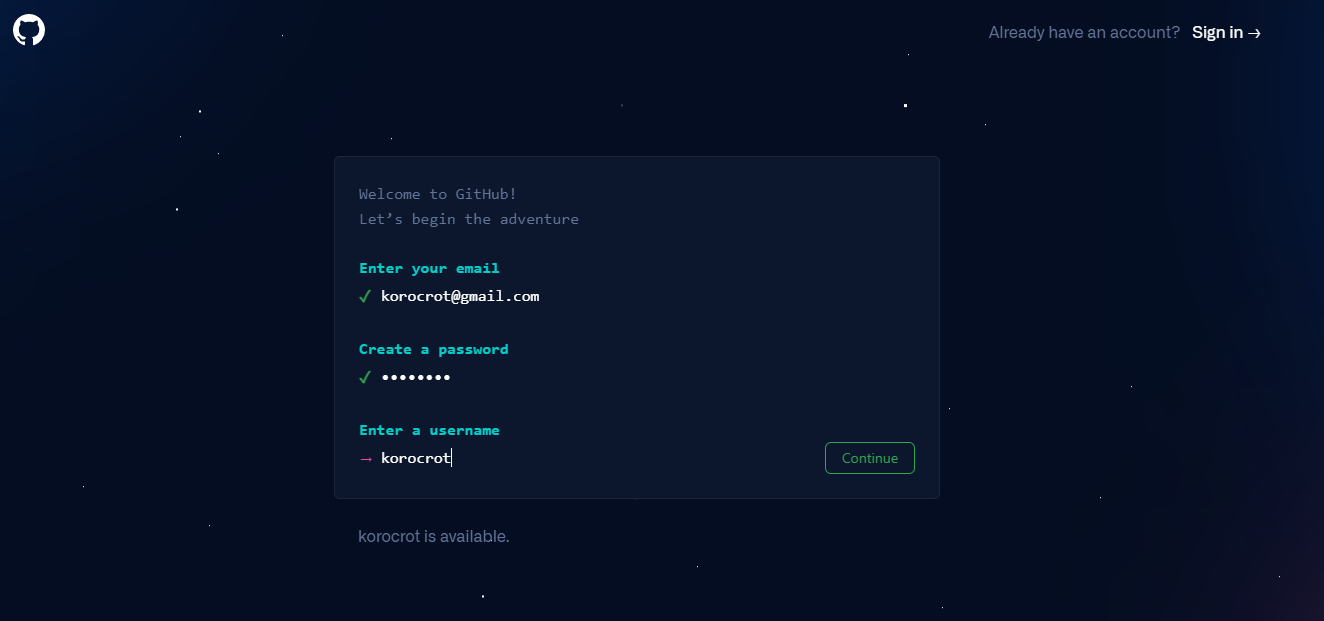 Already have an account? Sign in →
Welcome to GitHub!
Let’s begin the adventure
Enter your email
✓ korocrot@gmail.com
Create a password
✓ ••••••••
Enter a username
→ korocrot
Continue
korocrot is available.